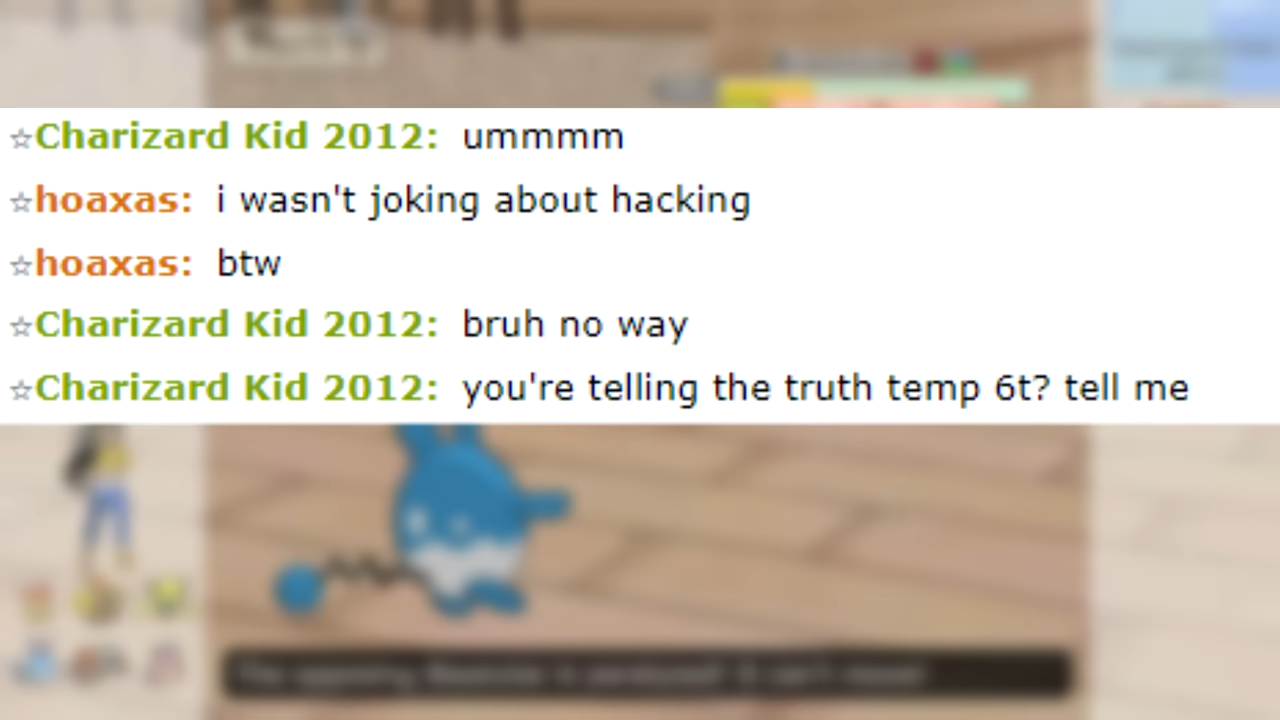 ☆Charizard Kid 2012: ummmm
☆hoaxas: i wasn't joking about hacking
☆hoaxas: btw
☆Charizard Kid 2012: bruh no way
☆Charizard Kid 2012: you're telling the truth temp 6t? tell me